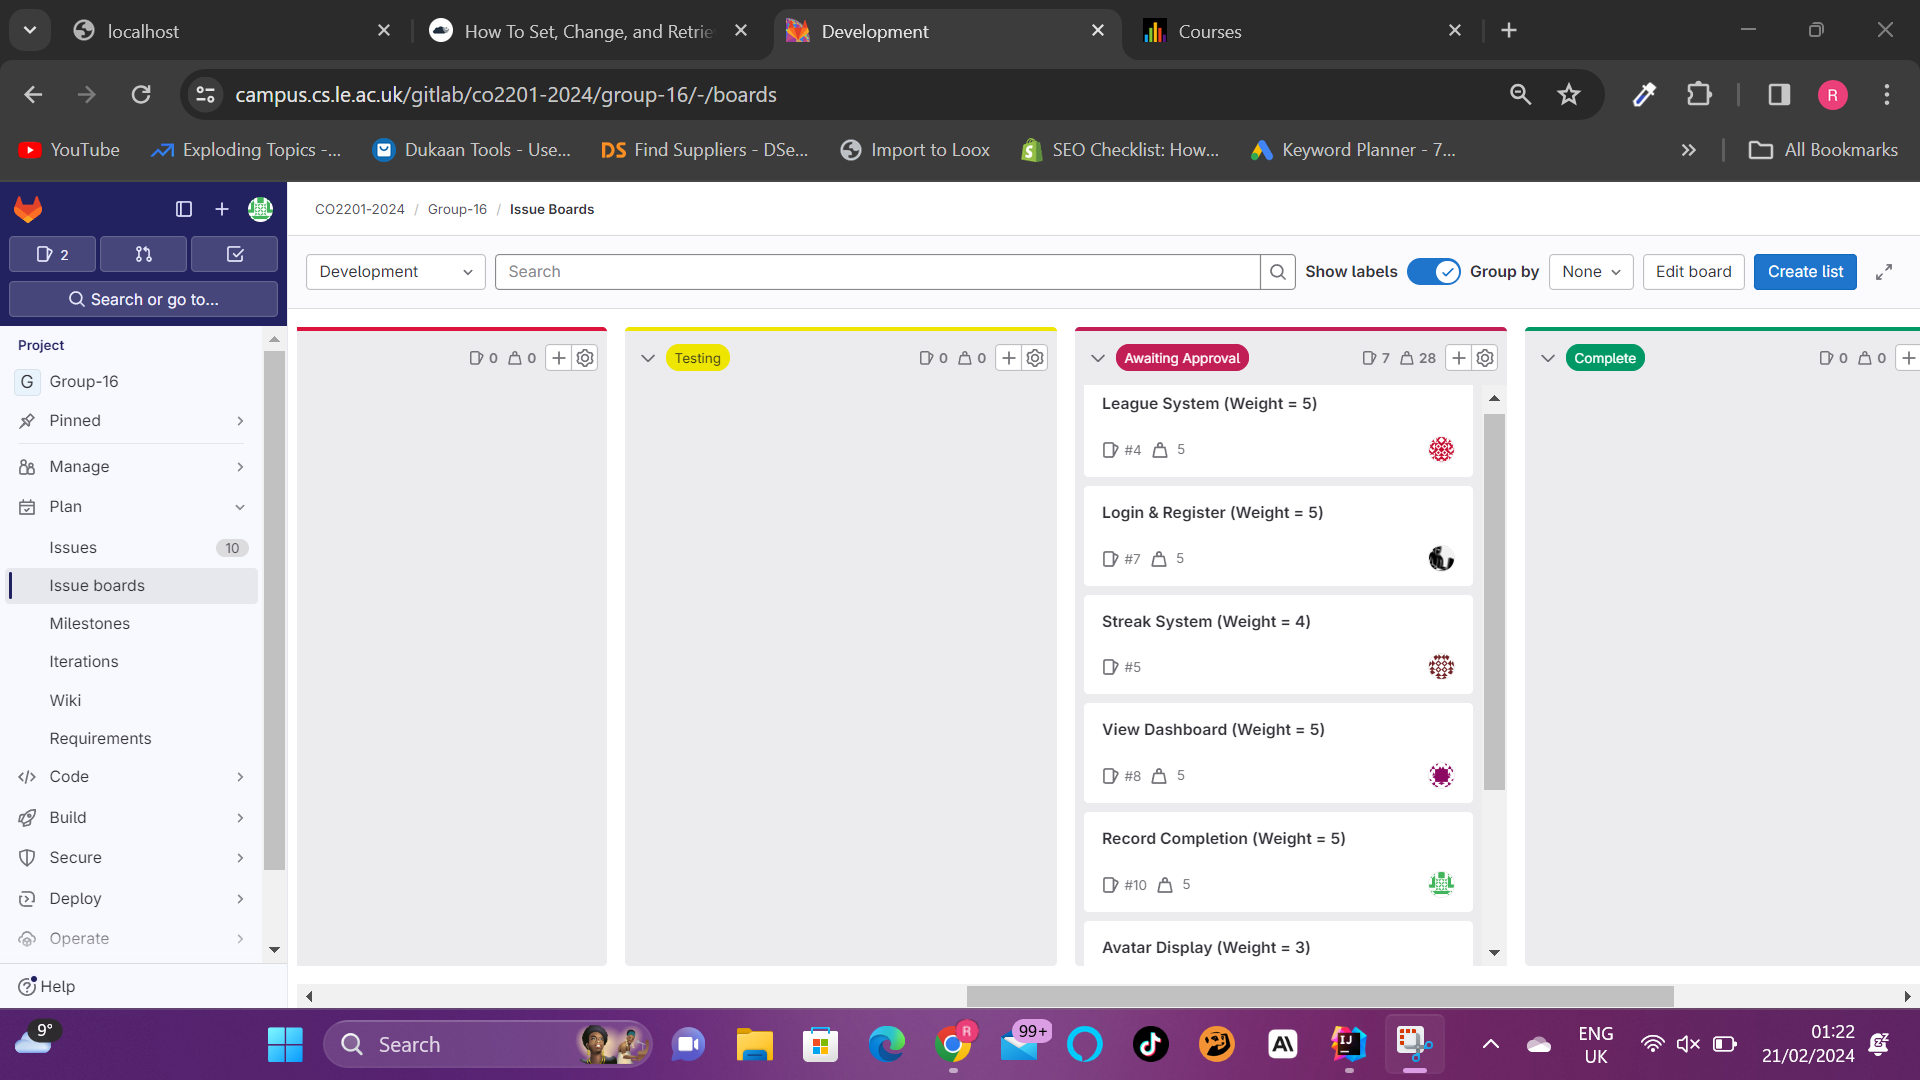 localhost
How To Set, Change, and Retrie
Development
Courses
campus.cs.le.ac.uk/gitlab/co2201-2024/group-16/-/boards
R
YouTube
Exploding Topics -...
Dukaan Tools - Use...
DS Find Suppliers - DSe...
Import to Loox
SEO Checklist: How...
Keyword Planner - 7...
All Bookmarks
2
Search or go to...
Project
G Group-16
Pinned
Manage
Plan
Issues 10
Issue boards
Milestones
Iterations
Wiki
Requirements
Code
Build
Secure
Deploy
Operate
Help
CO2201-2024 / Group-16 / Issue Boards
Development
Search
Show labels
Group by
None
Edit board
Create list
0 0
Testing 0 0
Awaiting Approval 7 28
League System (Weight = 5)
#4 5
Login & Register (Weight = 5)
#7 5
Streak System (Weight = 4)
#5
View Dashboard (Weight = 5)
#8 5
Record Completion (Weight = 5)
#10 5
Avatar Display (Weight = 3)
Complete 0 0
9°
Search
R
99+
A\
IJ
ENG
UK
01:22
21/02/2024